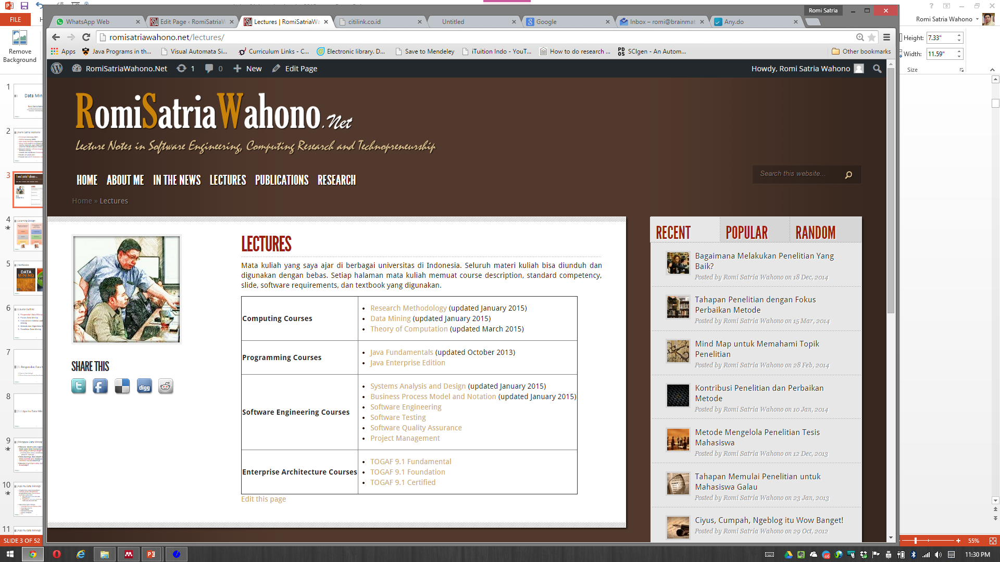 Romi Satria
WhatsApp Web
Edit Page ‹ RomiSatriaW
Lectures | RomiSatriaWa
citilink.co.id
Untitled
Google
Inbox – romi@brainmat
Any.do
FILE
Romi Satria Wahono
romisatriawahono.net/lectures/
Remove
Background
Height: 7.33"
Width: 11.59"
Size
Apps
Java Programs in th...
Visual Automata Si...
Curriculum Links - C...
Electronic library. D...
Save to Mendeley
iTuition Indo - YouT...
How to do research ...
SCIgen - An Autom...
Other bookmarks
RomiSatriaWahono.Net 1 0 New Edit Page
Howdy, Romi Satria Wahono
RomiSatriaWahono.Net
Lecture Notes in Software Engineering, Computing Research and Technopreneurship
HOME ABOUT ME IN THE NEWS LECTURES PUBLICATIONS RESEARCH
Search this website...
Home » Lectures
SHARE THIS
digg
LECTURES
Mata kuliah yang saya ajar di berbagai universitas di Indonesia. Seluruh materi kuliah bisa diunduh dan
digunakan dengan bebas. Setiap halaman mata kuliah memuat course description, standard competency,
slide, software requirements, dan textbook yang digunakan.
Computing Courses
• Research Methodology (updated January 2015)
• Data Mining (updated January 2015)
• Theory of Computation (updated March 2015)
Programming Courses
• Java Fundamentals (updated October 2013)
• Java Enterprise Edition
Software Engineering Courses
• Systems Analysis and Design (updated January 2015)
• Business Process Model and Notation (updated January 2015)
• Software Engineering
• Software Testing
• Software Quality Assurance
• Project Management
Enterprise Architecture Courses
• TOGAF 9.1 Fundamental
• TOGAF 9.1 Foundation
• TOGAF 9.1 Certified
Edit this page
RECENT POPULAR RANDOM
Bagaimana Melakukan Penelitian Yang
Baik?
Posted by Romi Satria Wahono on 18 Dec, 2014
Tahapan Penelitian dengan Fokus
Perbaikan Metode
Posted by Romi Satria Wahono on 15 Mar, 2014
Mind Map untuk Memahami Topik
Penelitian
Posted by Romi Satria Wahono on 28 Feb, 2014
Kontribusi Penelitian dan Perbaikan
Metode
Posted by Romi Satria Wahono on 10 Jan, 2014
Metode Mengelola Penelitian Tesis
Mahasiswa
Posted by Romi Satria Wahono on 12 Dec, 2013
Tahapan Memulai Penelitian untuk
Mahasiswa Galau
Posted by Romi Satria Wahono on 23 Jan, 2013
Ciyus, Cumpah, Ngeblog itu Wow Banget!
Posted by Romi Satria Wahono on 29 Oct, 2012
1
Data Min
2
Romi Satria Wahono
3
4
Learning Design
5
Textbooks
DATA
MINING
6
Course Outline
7
8
9
10
Apa itu Data Mining?
11
Apa itu Data Mining?
SLIDE 3 OF 52
55%
46
11:30 PM